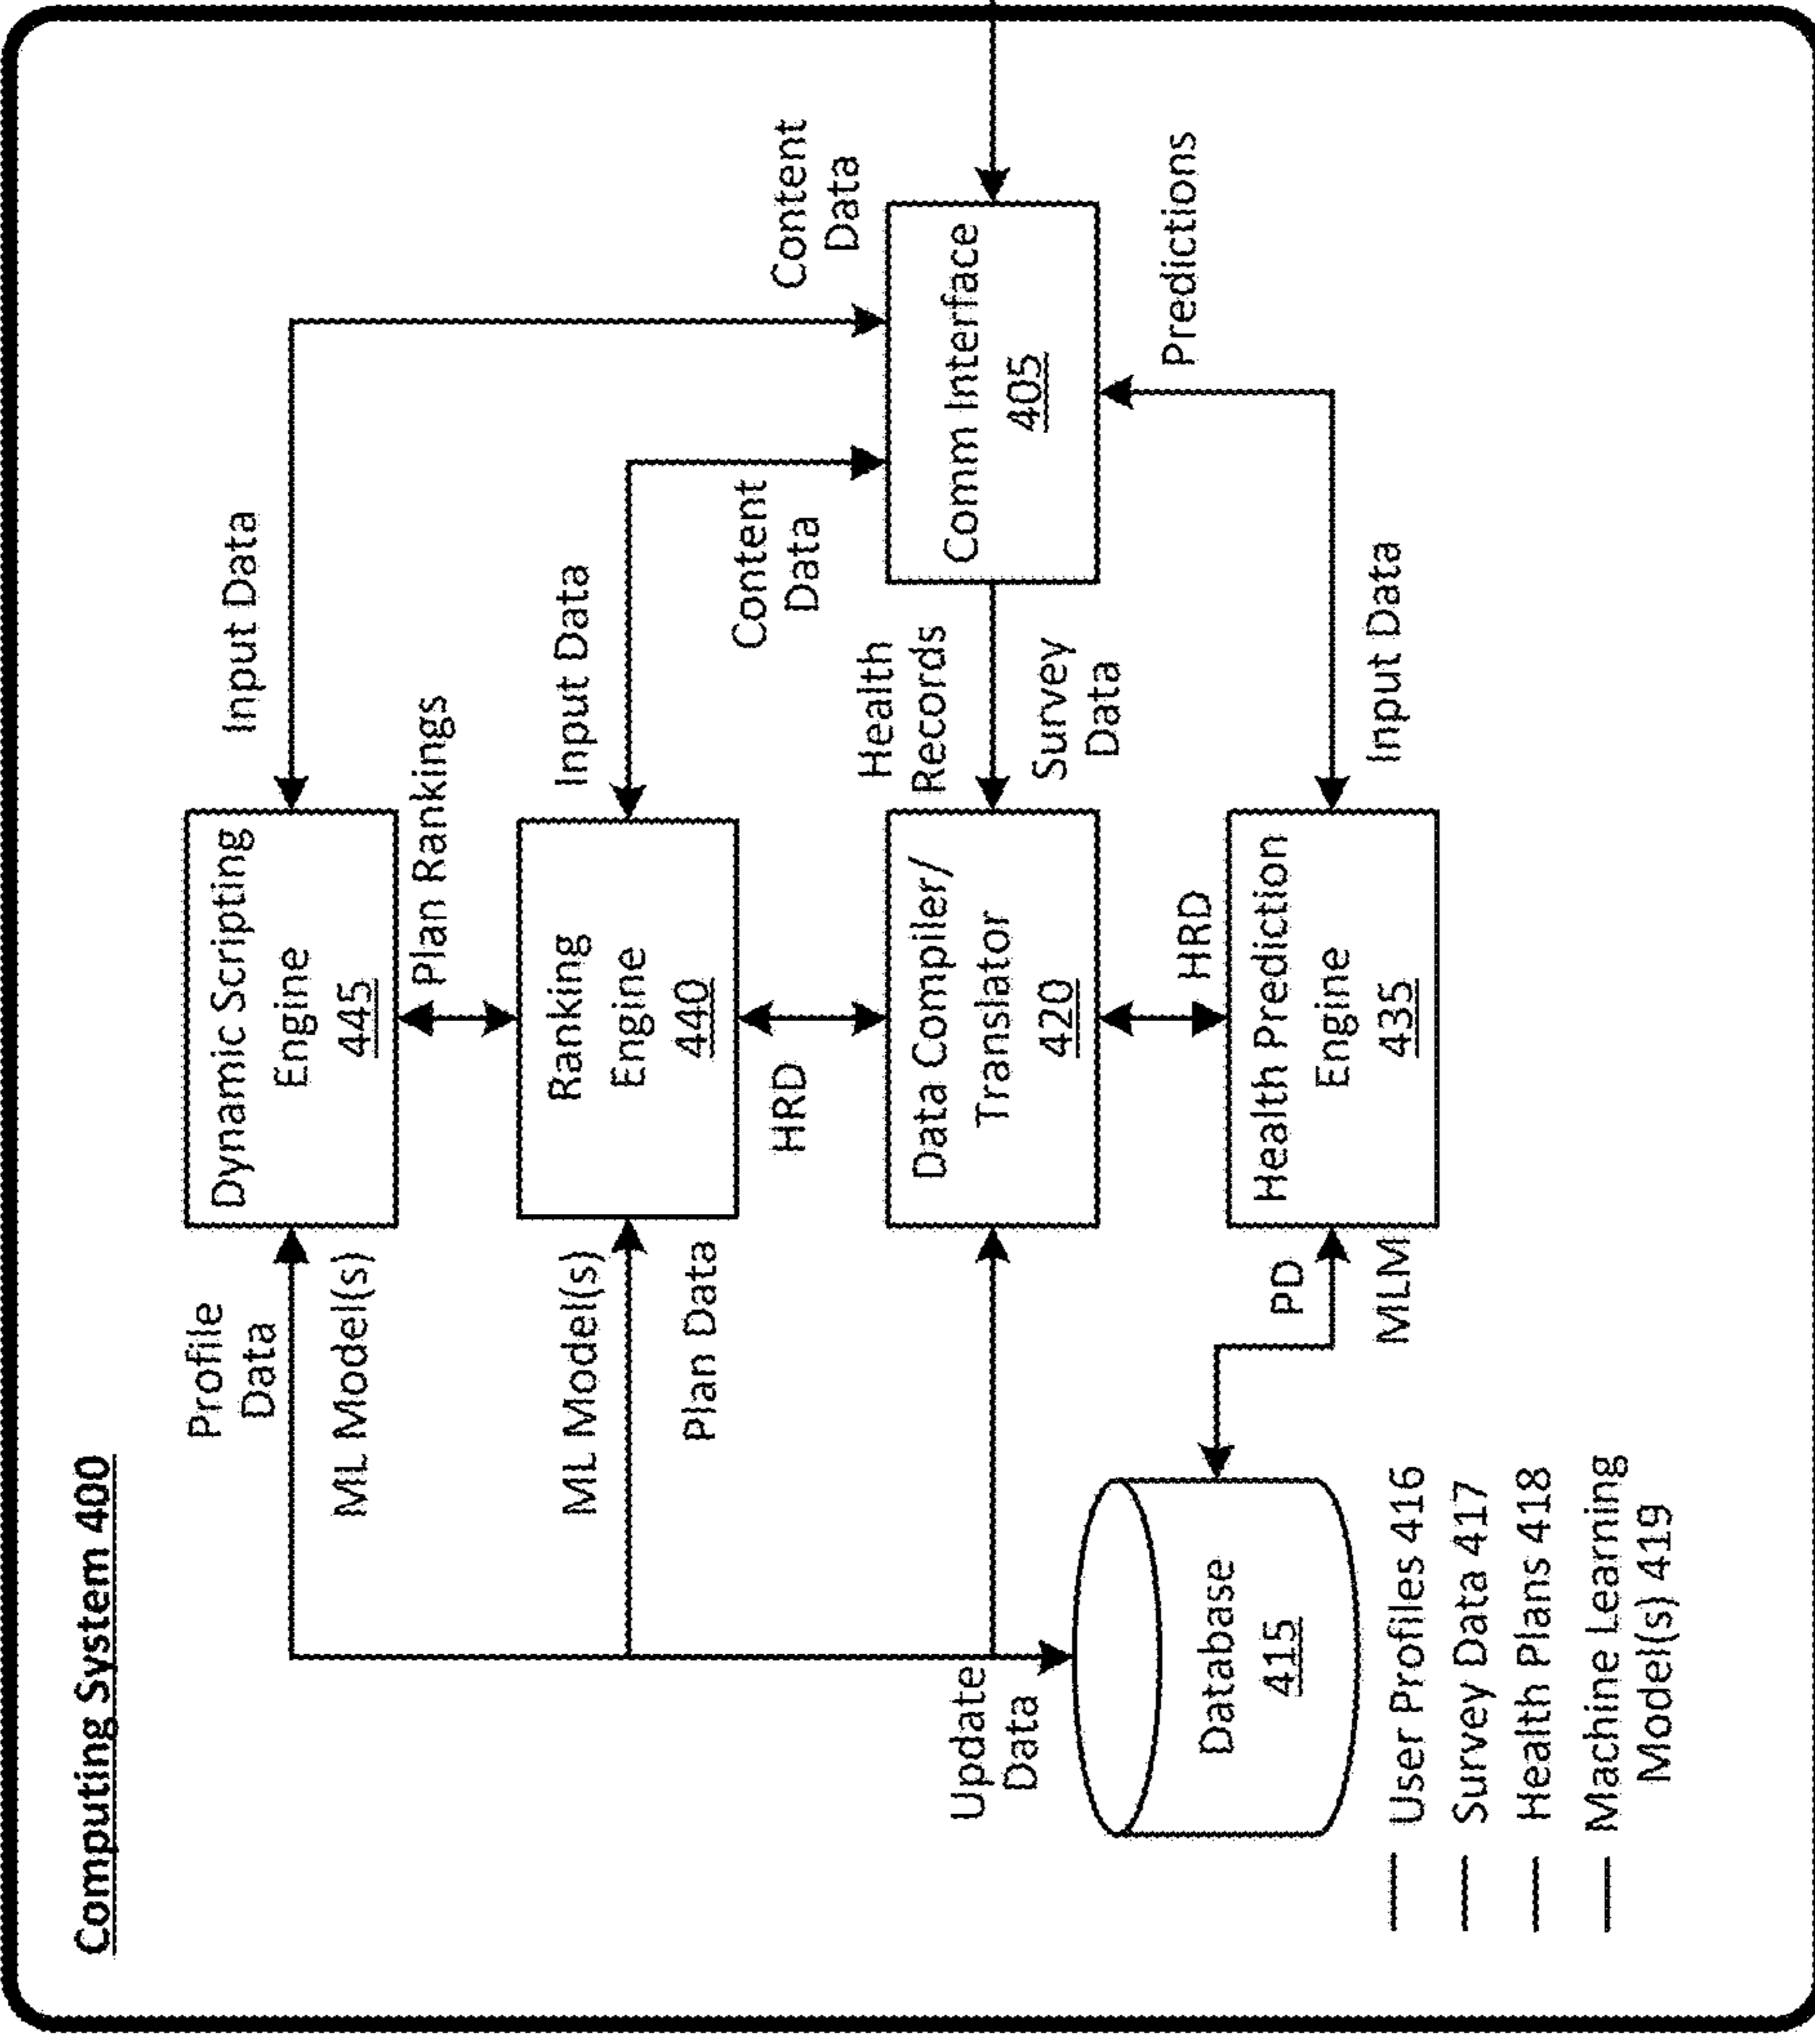 Computing System 400
Profile
Data
ML Model(s)
Dynamic Scripting
Engine
445
Input Data
Plan Rankings
ML Model(s)
Plan Data
Ranking
Engine
440
Input Data
Content
Data
Content
Data
HRD
Update
Data
Data Compiler/
Translator
420
Health
Records
Survey
Data
Comm Interface
405
Predictions
HRD
Database
415
PD
MLM
Health Prediction
Engine
435
Input Data
User Profiles 416
Survey Data 417
Health Plans 418
Machine Learning
Model(s) 419